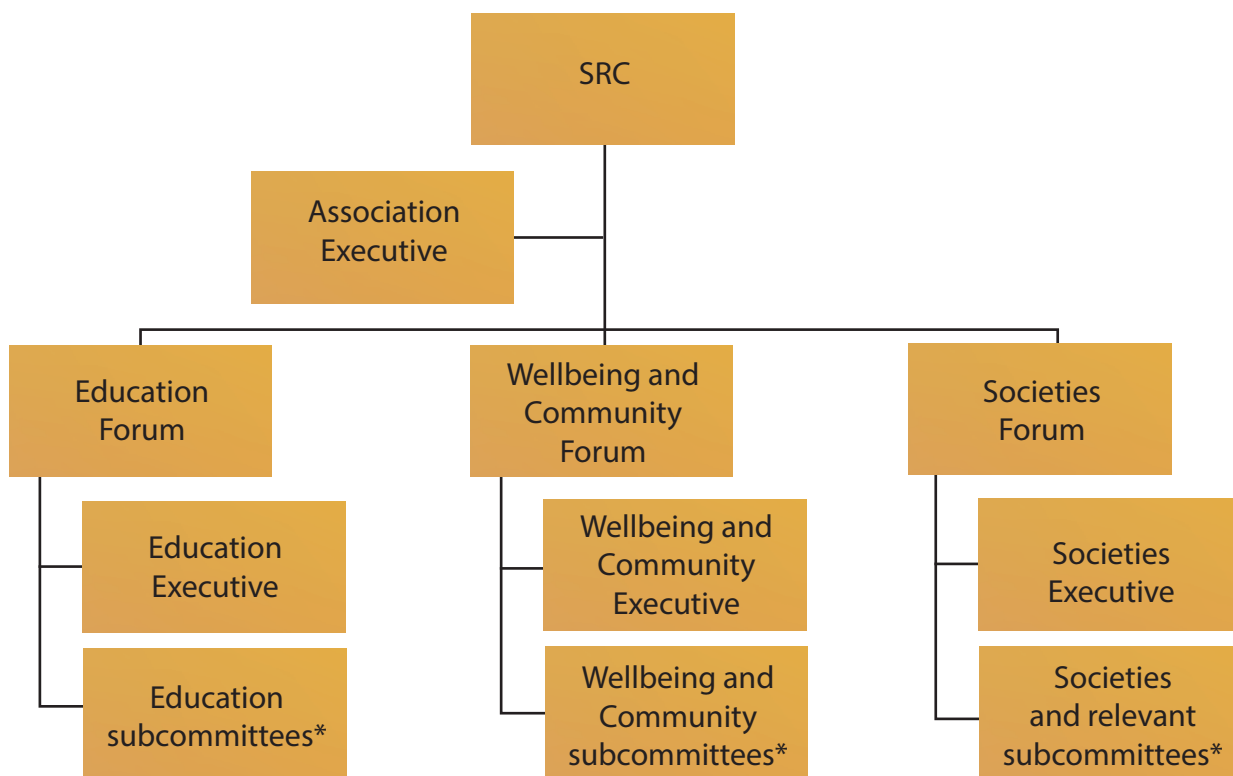 SRC
Association
Executive
Education
Forum
Wellbeing and
Community
Forum
Societies
Forum
Education
Executive
Wellbeing and
Community
Executive
Societies
Executive
Education
subcommittees*
Wellbeing and
Community
subcommittees*
Societies
and relevant
subcommittees*